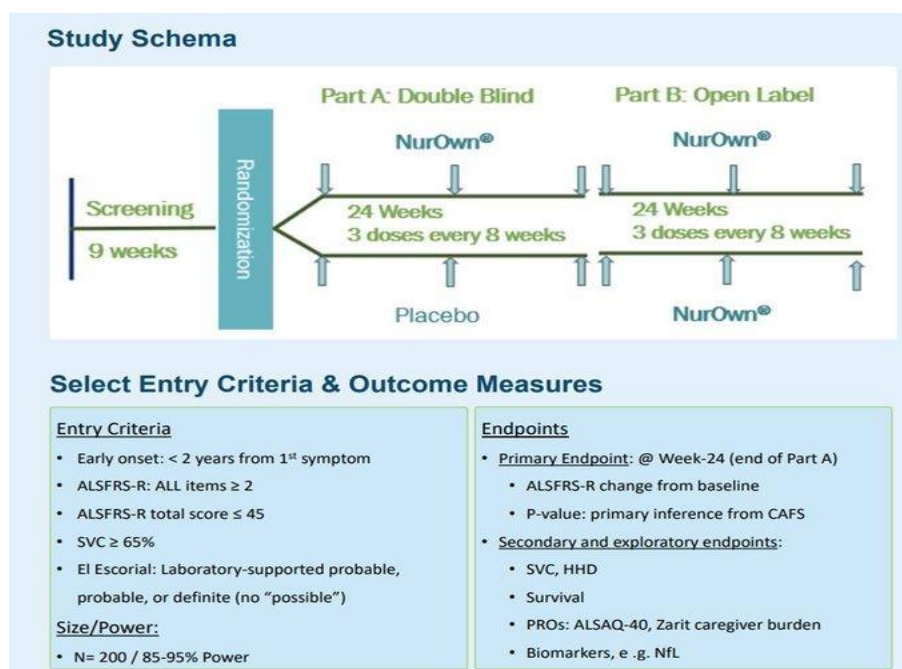 Study Schema
Part A: Double Blind
Part B: Open Label
NurOwn®
NurOwn®
Screening
9 weeks
Randomization
24 Weeks
3 doses every 8 weeks
24 Weeks
3 doses every 8 weeks
Placebo
NurOwn®
Select Entry Criteria & Outcome Measures
Entry Criteria
• Early onset: < 2 years from 1st symptom
• ALSFRS-R: ALL items ≥ 2
• ALSFRS-R total score ≤ 45
• SVC ≥ 65%
• El Escorial: Laboratory-supported probable,
probable, or definite (no “possible”)
Size/Power:
• N= 200 / 85-95% Power
Endpoints
• Primary Endpoint: @ Week-24 (end of Part A)
• ALSFRS-R change from baseline
• P-value: primary inference from CAFS
• Secondary and exploratory endpoints:
• SVC, HHD
• Survival
• PROs: ALSAQ-40, Zarit caregiver burden
• Biomarkers, e .g. NfL